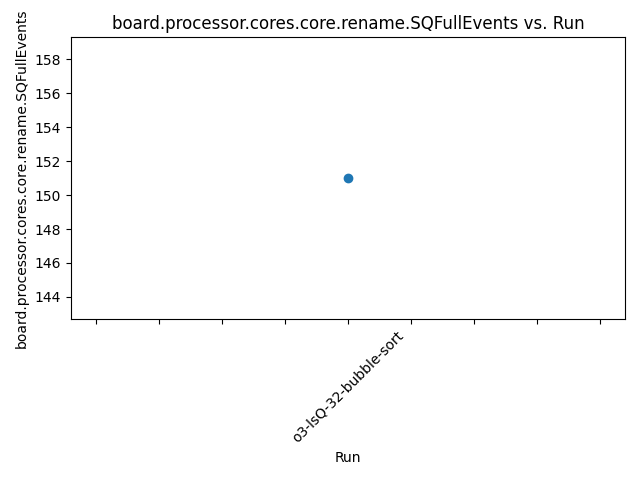 board.processor.cores.core.rename.SQFullEvents vs. Run
board.processor.cores.core.rename.SQFullEvents
158
156
154
152
150
148
146
144
o3-lsQ-32-bubble-sort
Run